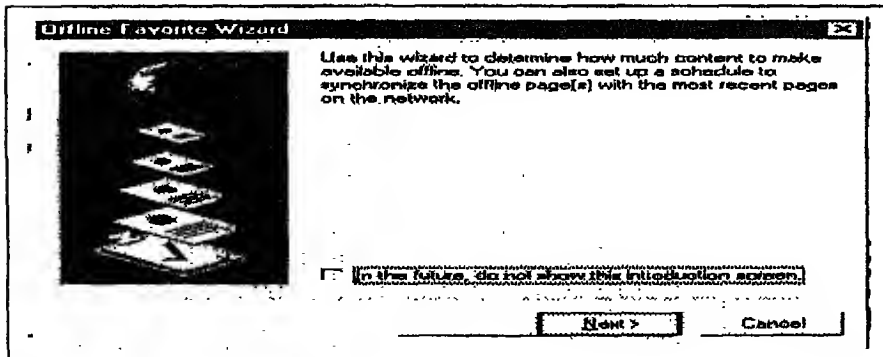 Offline Favorite Wizard
Use this wizard to determine how much content to make
available offline. You can also set up a schedule to
synchronize the offline page(s) with the most recent pages
on the network.
In the future, do not show this introduction screen.
Next >
Cancel